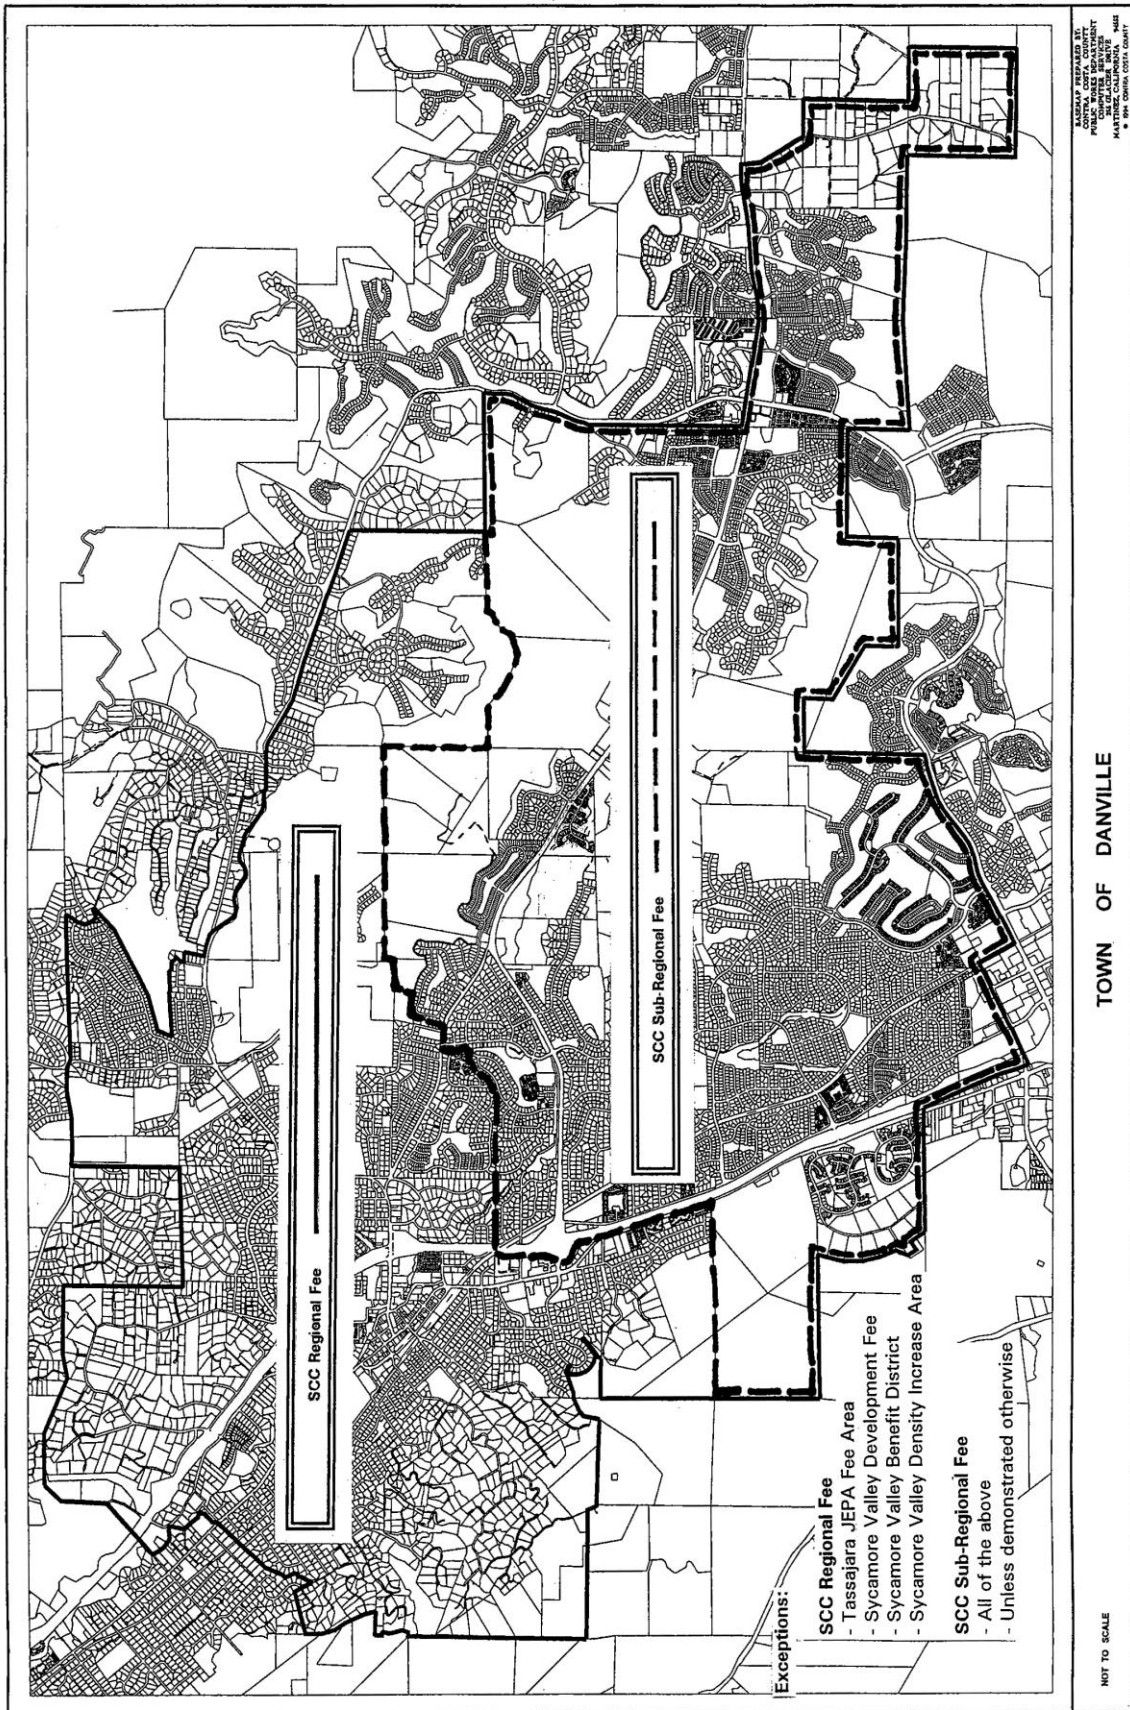 SCC Regional Fee
SCC Sub-Regional Fee
Exceptions:
SCC Regional Fee
- Tassajara JEPA Fee Area
- Sycamore Valley Development Fee
- Sycamore Valley Benefit District
- Sycamore Valley Density Increase Area
SCC Sub-Regional Fee
- All of the above
- Unless demonstrated otherwise
NOT TO SCALE
TOWN OF DANVILLE
BASEMAP PREPARED BY:
CONTRA COSTA COUNTY
PUBLIC WORKS DEPARTMENT
COMPUTER SERVICES
GLACIER DRIVE
MARTINEZ, CALIFORNIA
CONTRA COSTA COUNTY